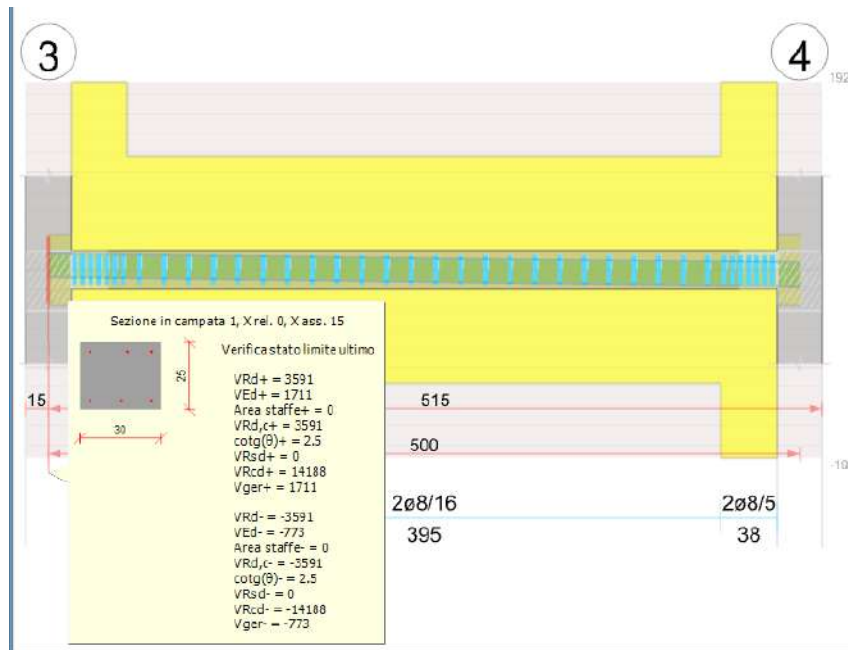 3
4
192
Sezione in campata 1, X rel. 0, X ass. 15
Verifica stato limite ultimo
25
30
VRd+ = 3591
VEd+ = 1711
Area staffe+ = 0
VRd,c+ = 3591
cotg(θ)+ = 2.5
VRsd+ = 0
VRcd+ = 14188
Vger+ = 1711
VRd- = -3591
VEd- = -773
Area staffe- = 0
VRd,c- = -3591
cotg(θ)- = 2.5
VRsd- = 0
VRcd- = -14188
Vger- = -773
15
515
500
2ø8/16
2ø8/5
395
38